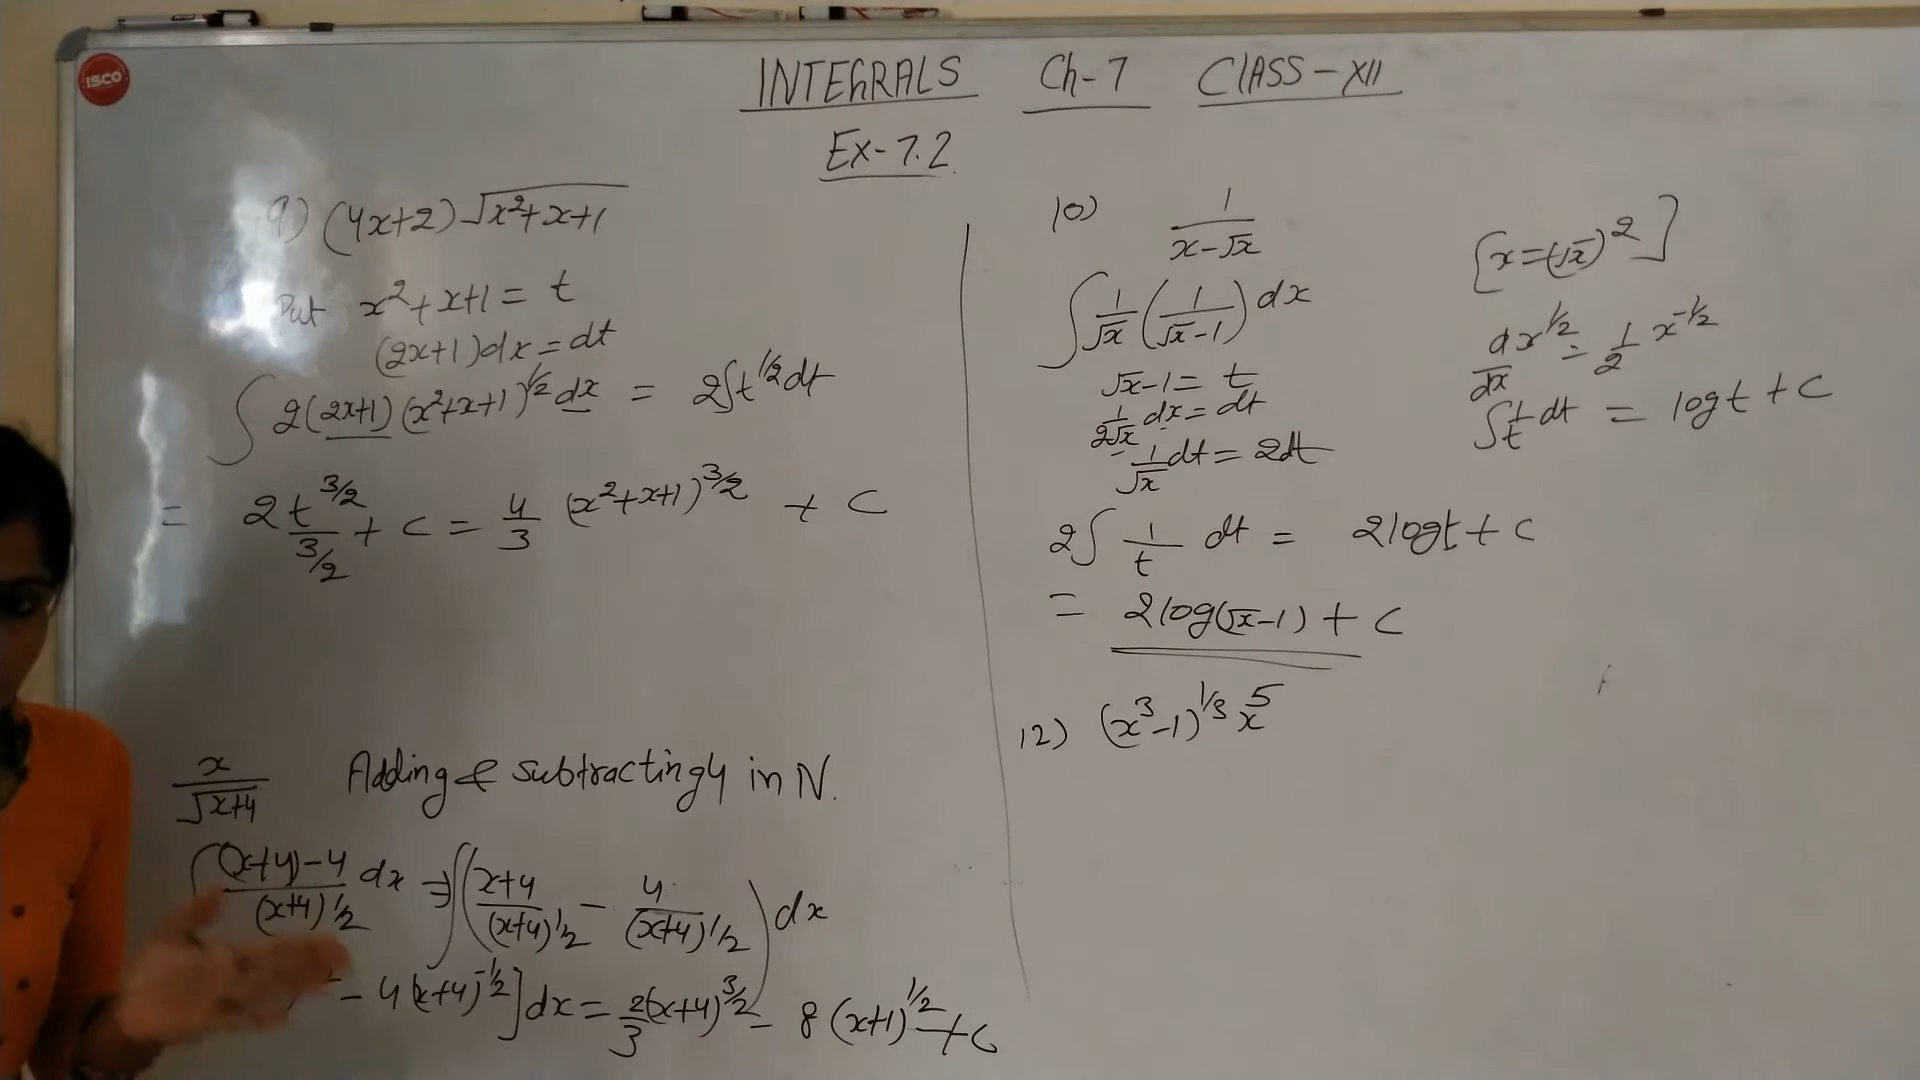 ISCO
INTEGRALS Ch-7 CLASS-XII
Ex-7.2
9) (4x+2) √x²+x+1
Put x²+x+1 = t
(2x+1)dx = dt
∫ 2(2x+1) (x²+x+1)^1/2 dx = 2∫t^1/2 dt
= 2 t^3/2 / 3/2 + C = 4/3 (x²+x+1)^3/2 + C
x/√x+4 Adding & subtracting 4 in N.
∫ (x+4)-4 / (x+4)^1/2 dx ⇒ ∫( x+4 / (x+4)^1/2 - 4 / (x+4)^1/2 ) dx
- 4(x+4)^-1/2 ] dx = 2/3 (x+4)^3/2 - 8 (x+1)^1/2 + C
10) 1 / x-√x
[x = (√x)²]
∫ 1/√x ( 1 / √x-1 ) dx
√x-1 = t
1/2√x dx = dt
1/√x dt = 2dt
d/dx x^1/2 = 1/2 x^-1/2
∫ 1/t dt = log t + C
2∫ 1/t dt = 2 log t + C
= 2 log(√x-1) + C
12) (x³-1)^1/3 x⁵